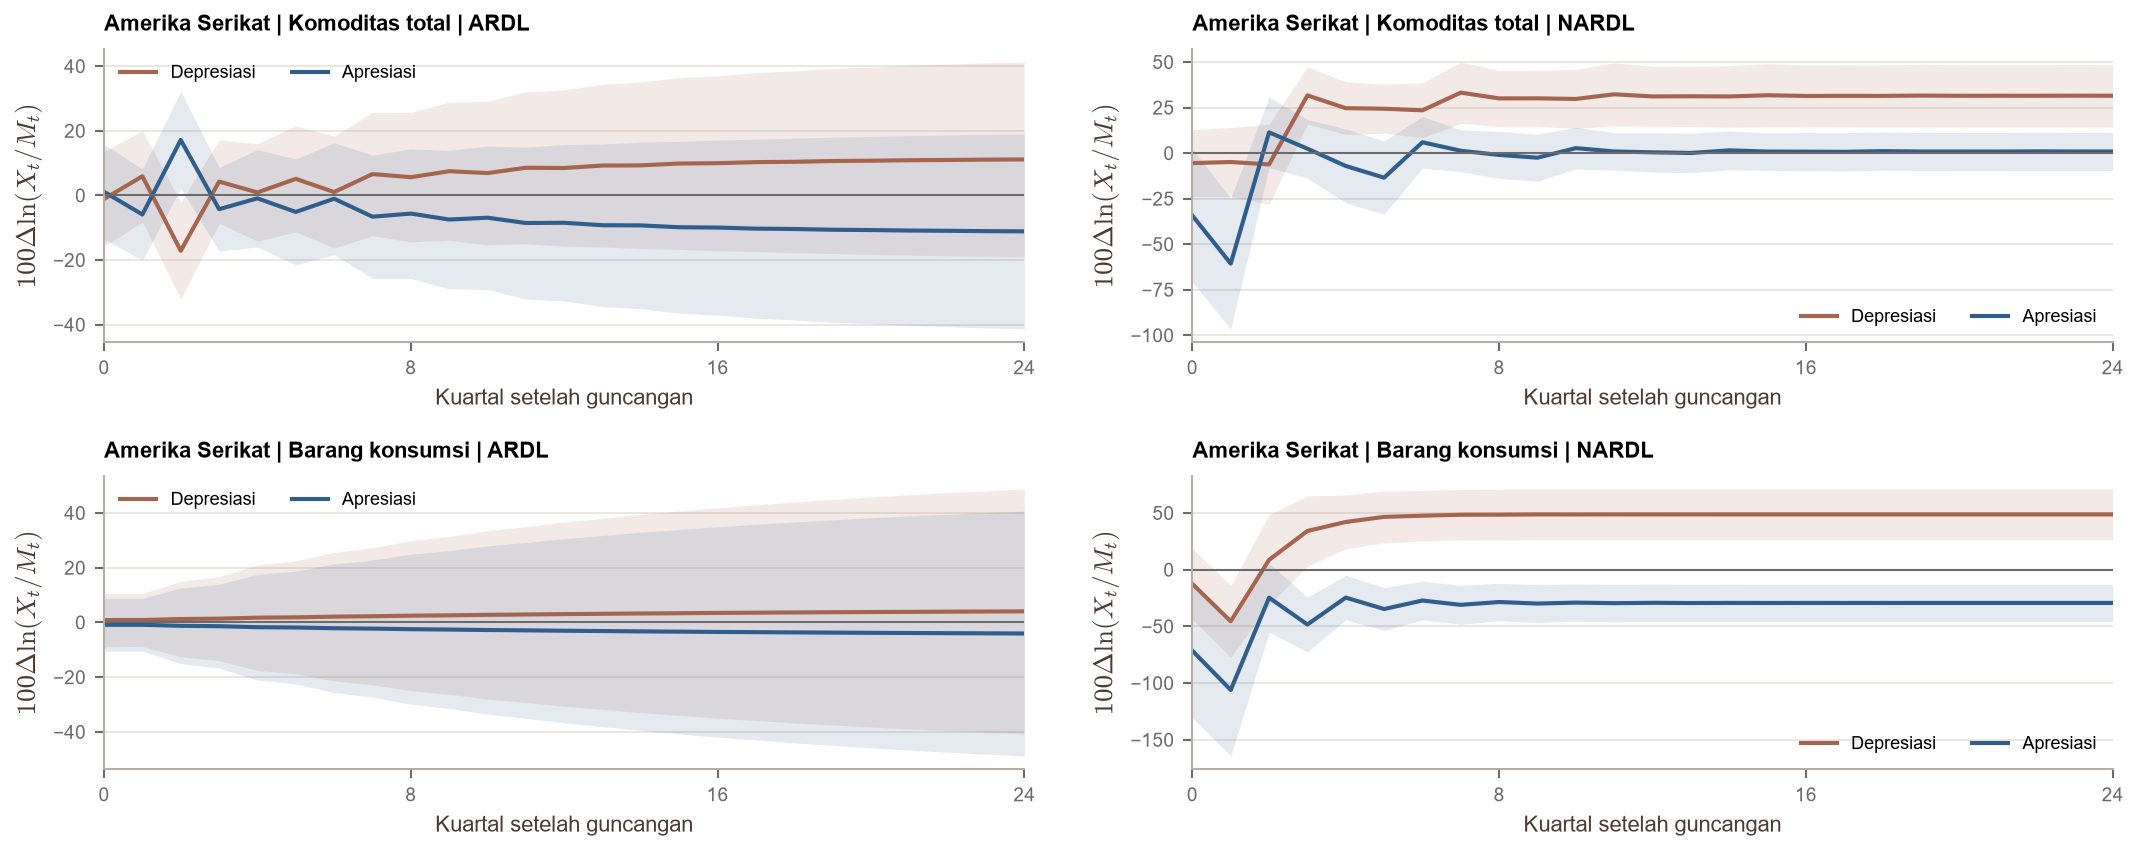 Amerika Serikat | Komoditas total | ARDL
100Δln(Xₜ/Mₜ)
40
20
0
−20
−40
Depresiasi Apresiasi
0 8 16 24
Kuartal setelah guncangan
Amerika Serikat | Komoditas total | NARDL
100Δln(Xₜ/Mₜ)
50
25
0
−25
−50
−75
−100
Depresiasi Apresiasi
0 8 16 24
Kuartal setelah guncangan
Amerika Serikat | Barang konsumsi | ARDL
100Δln(Xₜ/Mₜ)
40
20
0
−20
−40
Depresiasi Apresiasi
0 8 16 24
Kuartal setelah guncangan
Amerika Serikat | Barang konsumsi | NARDL
100Δln(Xₜ/Mₜ)
50
0
−50
−100
−150
Depresiasi Apresiasi
0 8 16 24
Kuartal setelah guncangan